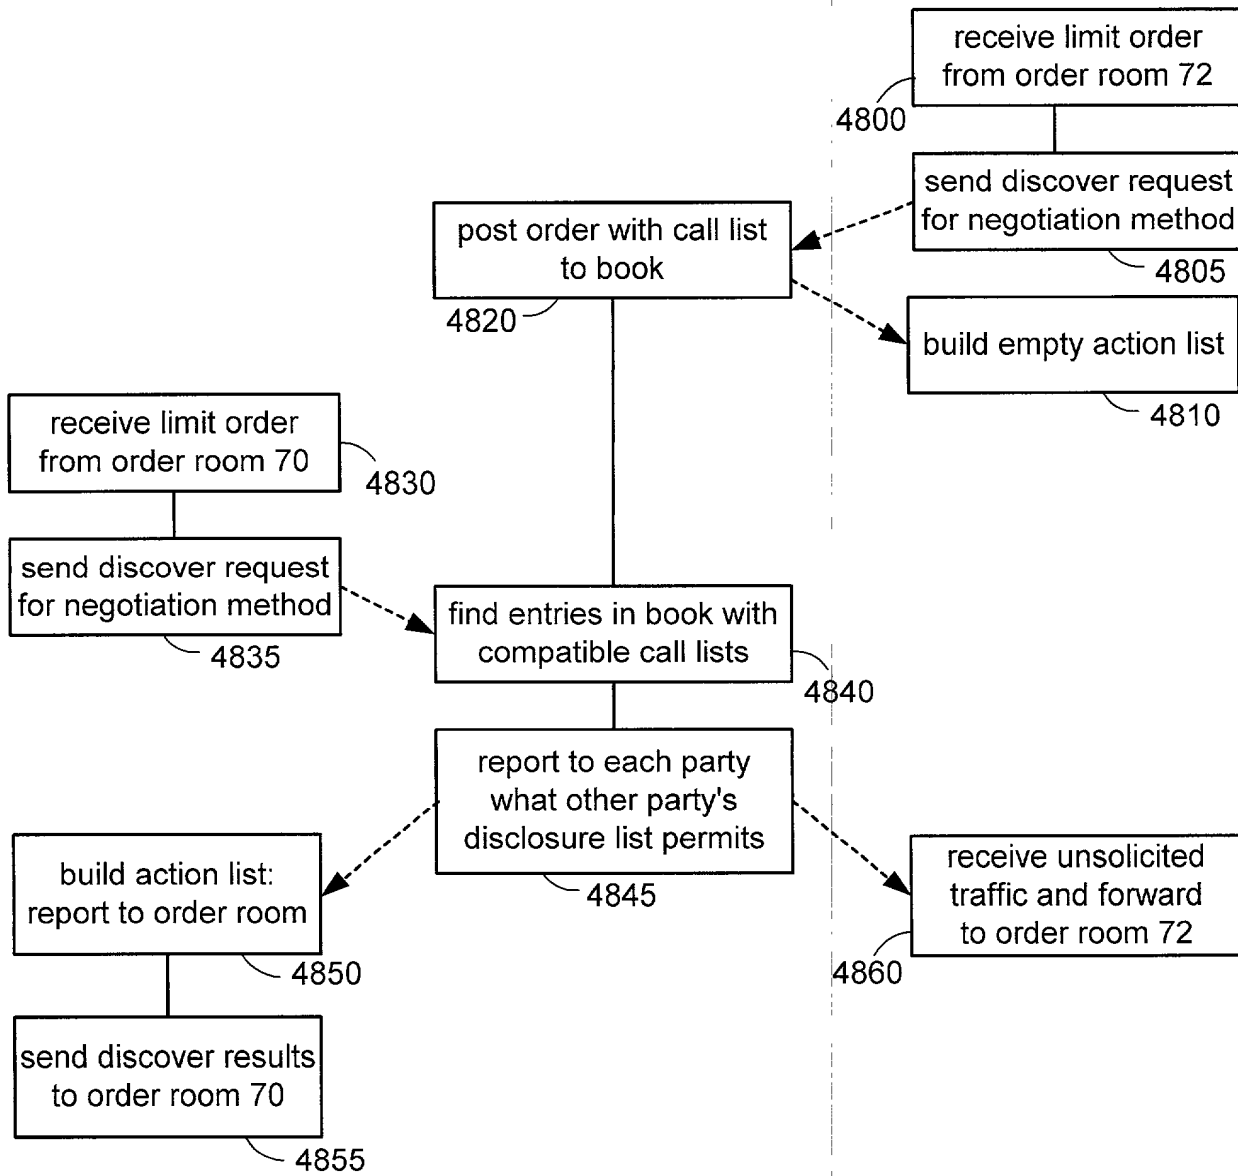 receive limit order
from order room 72
4800
send discover request
for negotiation method
4805
post order with call list
to book
4820
build empty action list
4810
receive limit order
from order room 70
4830
send discover request
for negotiation method
4835
find entries in book with
compatible call lists
4840
report to each party
what other party's
disclosure list permits
4845
build action list:
report to order room
4850
receive unsolicited
traffic and forward
to order room 72
4860
send discover results
to order room 70
4855